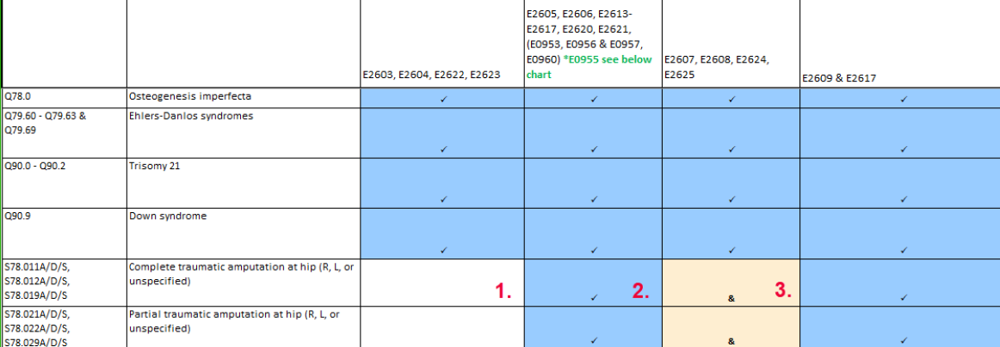 E2603, E2604, E2622, E2623
E2605, E2606, E2613-
E2617, E2620, E2621,
(E0953, E0956 & E0957,
E0960) *E0955 see below
chart
E2607, E2608, E2624,
E2625
E2609 & E2617
Q78.0
Osteogenesis imperfecta
✓ ✓ ✓ ✓
Q79.60 - Q79.63 &
Q79.69
Ehlers-Danlos syndromes
✓ ✓ ✓ ✓
Q90.0 - Q90.2
Trisomy 21
✓ ✓ ✓ ✓
Q90.9
Down syndrome
✓ ✓ ✓ ✓
S78.011A/D/S,
S78.012A/D/S,
S78.019A/D/S
Complete traumatic amputation at hip (R, L, or
unspecified)
1.
✓ 2.
& 3.
✓
S78.021A/D/S,
S78.022A/D/S,
S78.029A/D/S
Partial traumatic amputation at hip (R, L, or
unspecified)
✓ & ✓